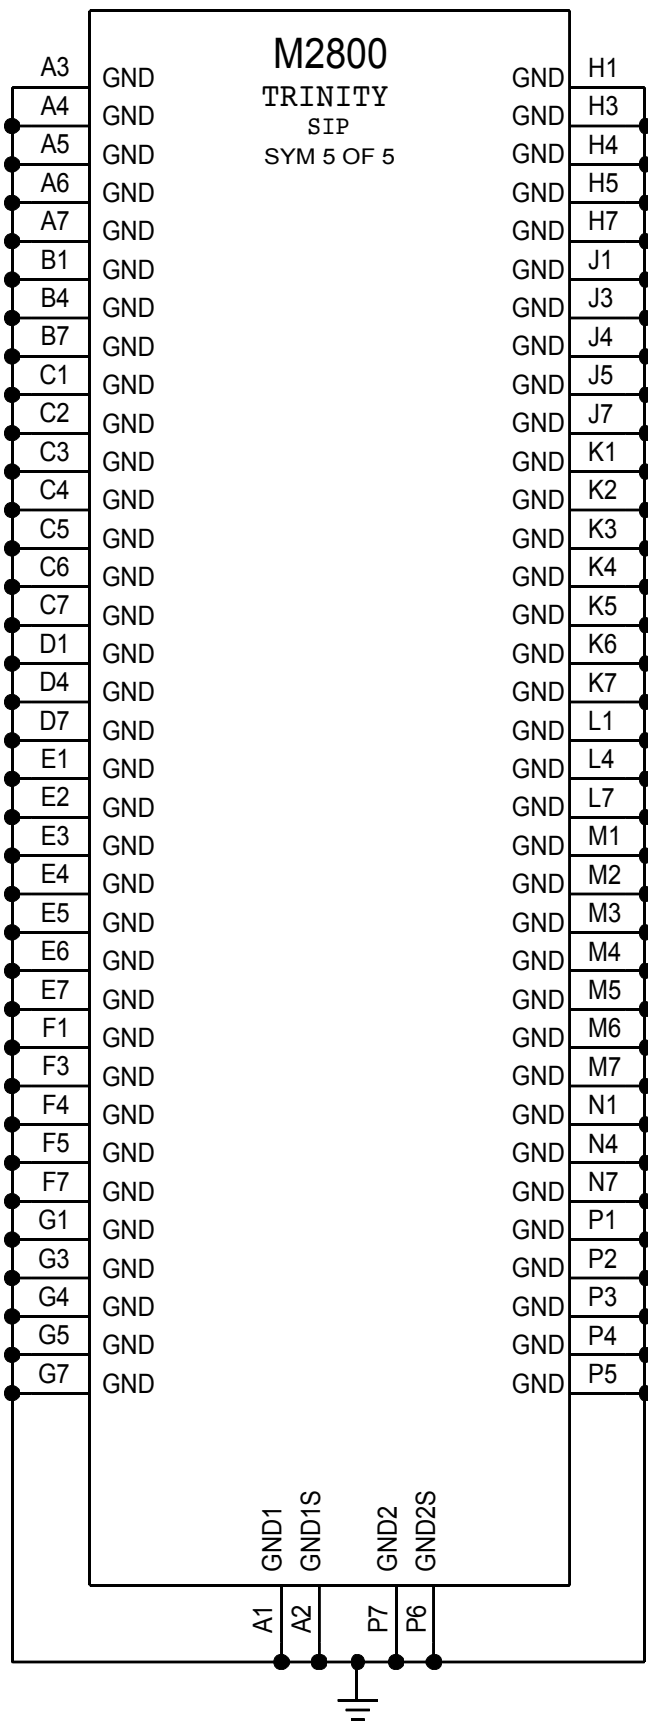 M2800
TRINITY
SIP
SYM 5 OF 5
A3 GND GND H1
A4 GND GND H3
A5 GND GND H4
A6 GND GND H5
A7 GND GND H7
B1 GND GND J1
B4 GND GND J3
B7 GND GND J4
C1 GND GND J5
C2 GND GND J7
C3 GND GND K1
C4 GND GND K2
C5 GND GND K3
C6 GND GND K4
C7 GND GND K5
D1 GND GND K6
D4 GND GND K7
D7 GND GND L1
E1 GND GND L4
E2 GND GND L7
E3 GND GND M1
E4 GND GND M2
E5 GND GND M3
E6 GND GND M4
E7 GND GND M5
F1 GND GND M6
F3 GND GND M7
F4 GND GND N1
F5 GND GND N4
F7 GND GND N7
G1 GND GND P1
G3 GND GND P2
G4 GND GND P3
G5 GND GND P4
G7 GND GND P5
GND1 GND1S GND2 GND2S
A1 A2 P7 P6